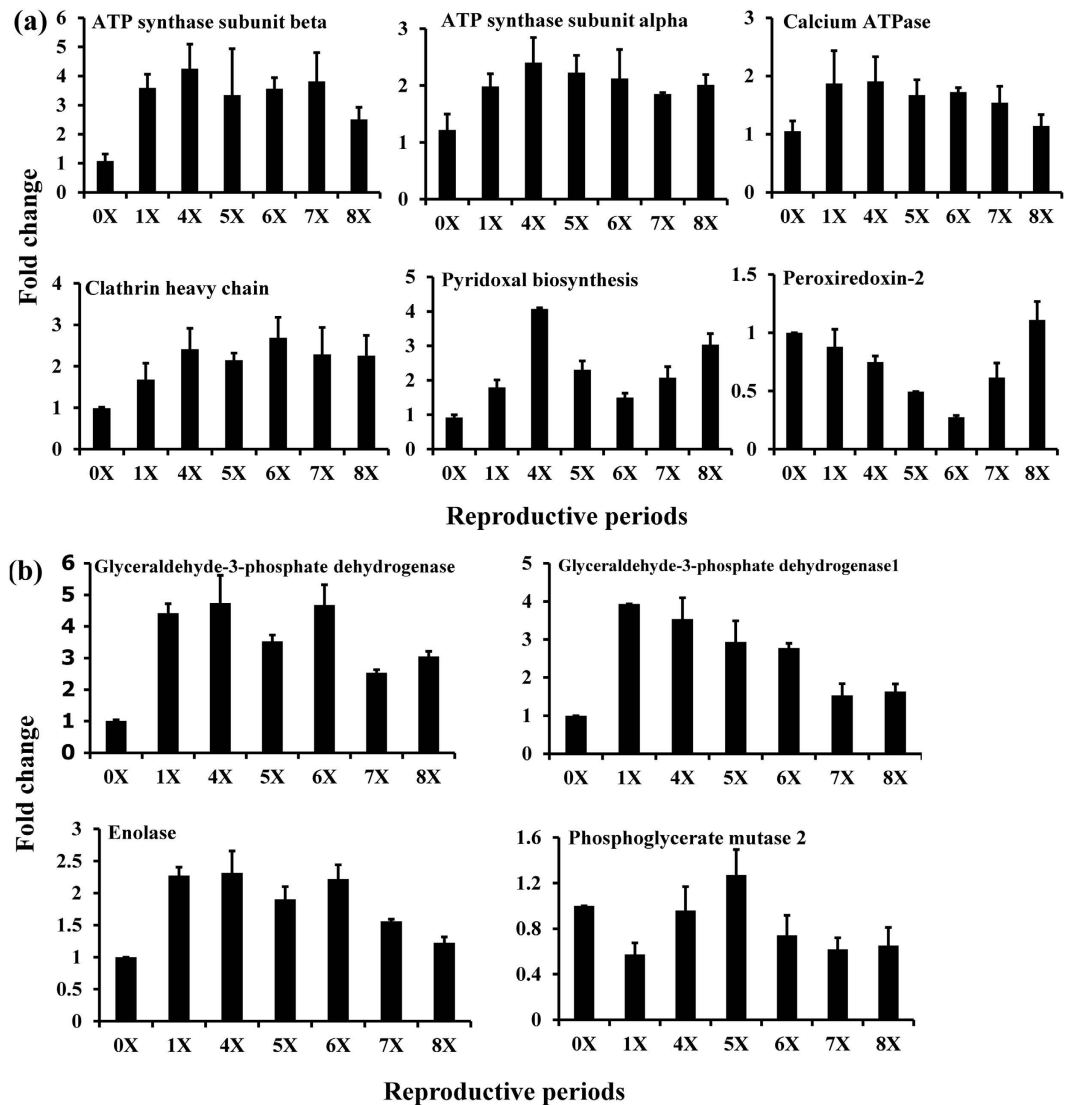 (a)
ATP synthase subunit beta
6
5
4
3
2
1
0
0X 1X 4X 5X 6X 7X 8X
ATP synthase subunit alpha
3
2
1
0
0X 1X 4X 5X 6X 7X 8X
Calcium ATPase
3
2
1
0
0X 1X 4X 5X 6X 7X 8X
Fold change
Clathrin heavy chain
4
3
2
1
0
0X 1X 4X 5X 6X 7X 8X
Pyridoxal biosynthesis
5
4
3
2
1
0
0X 1X 4X 5X 6X 7X 8X
Peroxiredoxin-2
1.5
1
0.5
0
0X 1X 4X 5X 6X 7X 8X
Reproductive periods
(b)
Glyceraldehyde-3-phosphate dehydrogenase
6
5
4
3
2
1
0
0X 1X 4X 5X 6X 7X 8X
Glyceraldehyde-3-phosphate dehydrogenase1
5
4
3
2
1
0
0X 1X 4X 5X 6X 7X 8X
Fold change
Enolase
3
2.5
2
1.5
1
0.5
0
0X 1X 4X 5X 6X 7X 8X
Phosphoglycerate mutase 2
1.6
1.2
0.8
0.4
0
0X 1X 4X 5X 6X 7X 8X
Reproductive periods